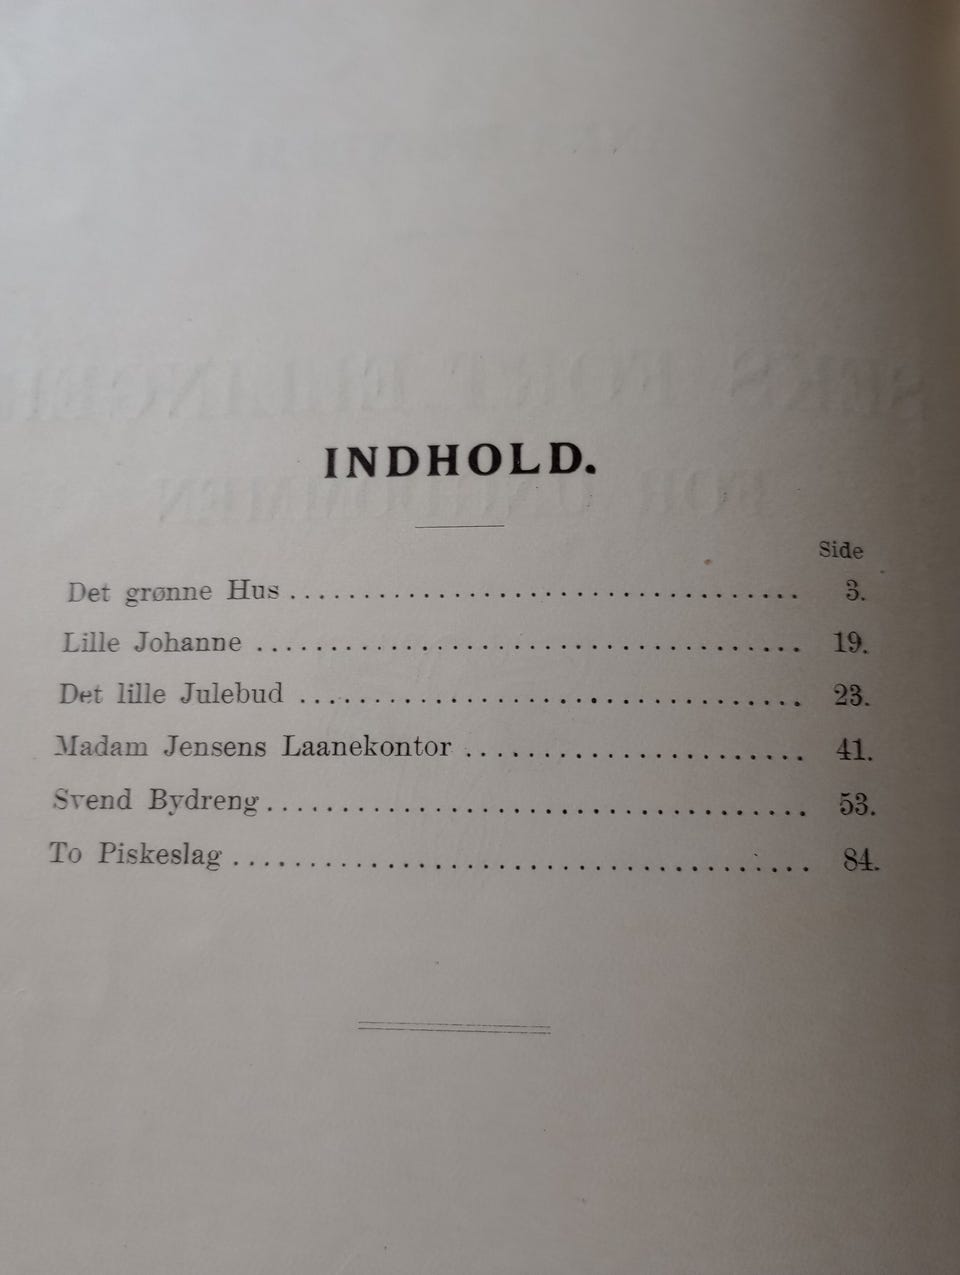 INDHOLD.
Side
Det grønne Hus . . . . . . . . . . . . . . . . . . . . . . . . . . . . . . . . . . . 3.
Lille Johanne . . . . . . . . . . . . . . . . . . . . . . . . . . . . . . . . . . . . . 19.
Det lille Julebud . . . . . . . . . . . . . . . . . . . . . . . . . . . . . . . . . . 23.
Madam Jensens Laanekontor . . . . . . . . . . . . . . . . . . . . . . . 41.
Svend Bydreng . . . . . . . . . . . . . . . . . . . . . . . . . . . . . . . . . . . . 53.
To Piskeslag . . . . . . . . . . . . . . . . . . . . . . . . . . . . . . . . . . . . . . 84.